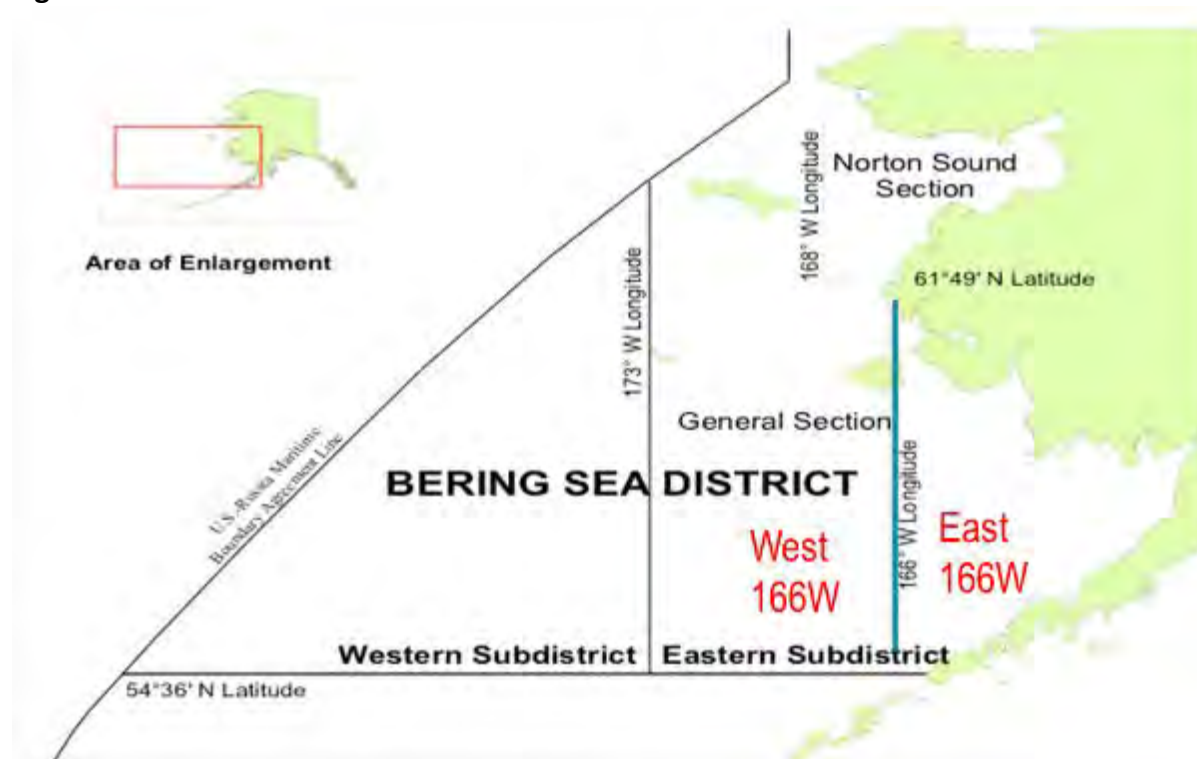 Norton Sound
Section
168° W Longitude
Area of Enlargement
61°49' N Latitude
173° W Longitude
General Section
U.S.-Russia Maritime
Boundary Agreement Line
BERING SEA DISTRICT
166° W Longitude
West
166W
East
166W
Western Subdistrict
Eastern Subdistrict
54°36' N Latitude